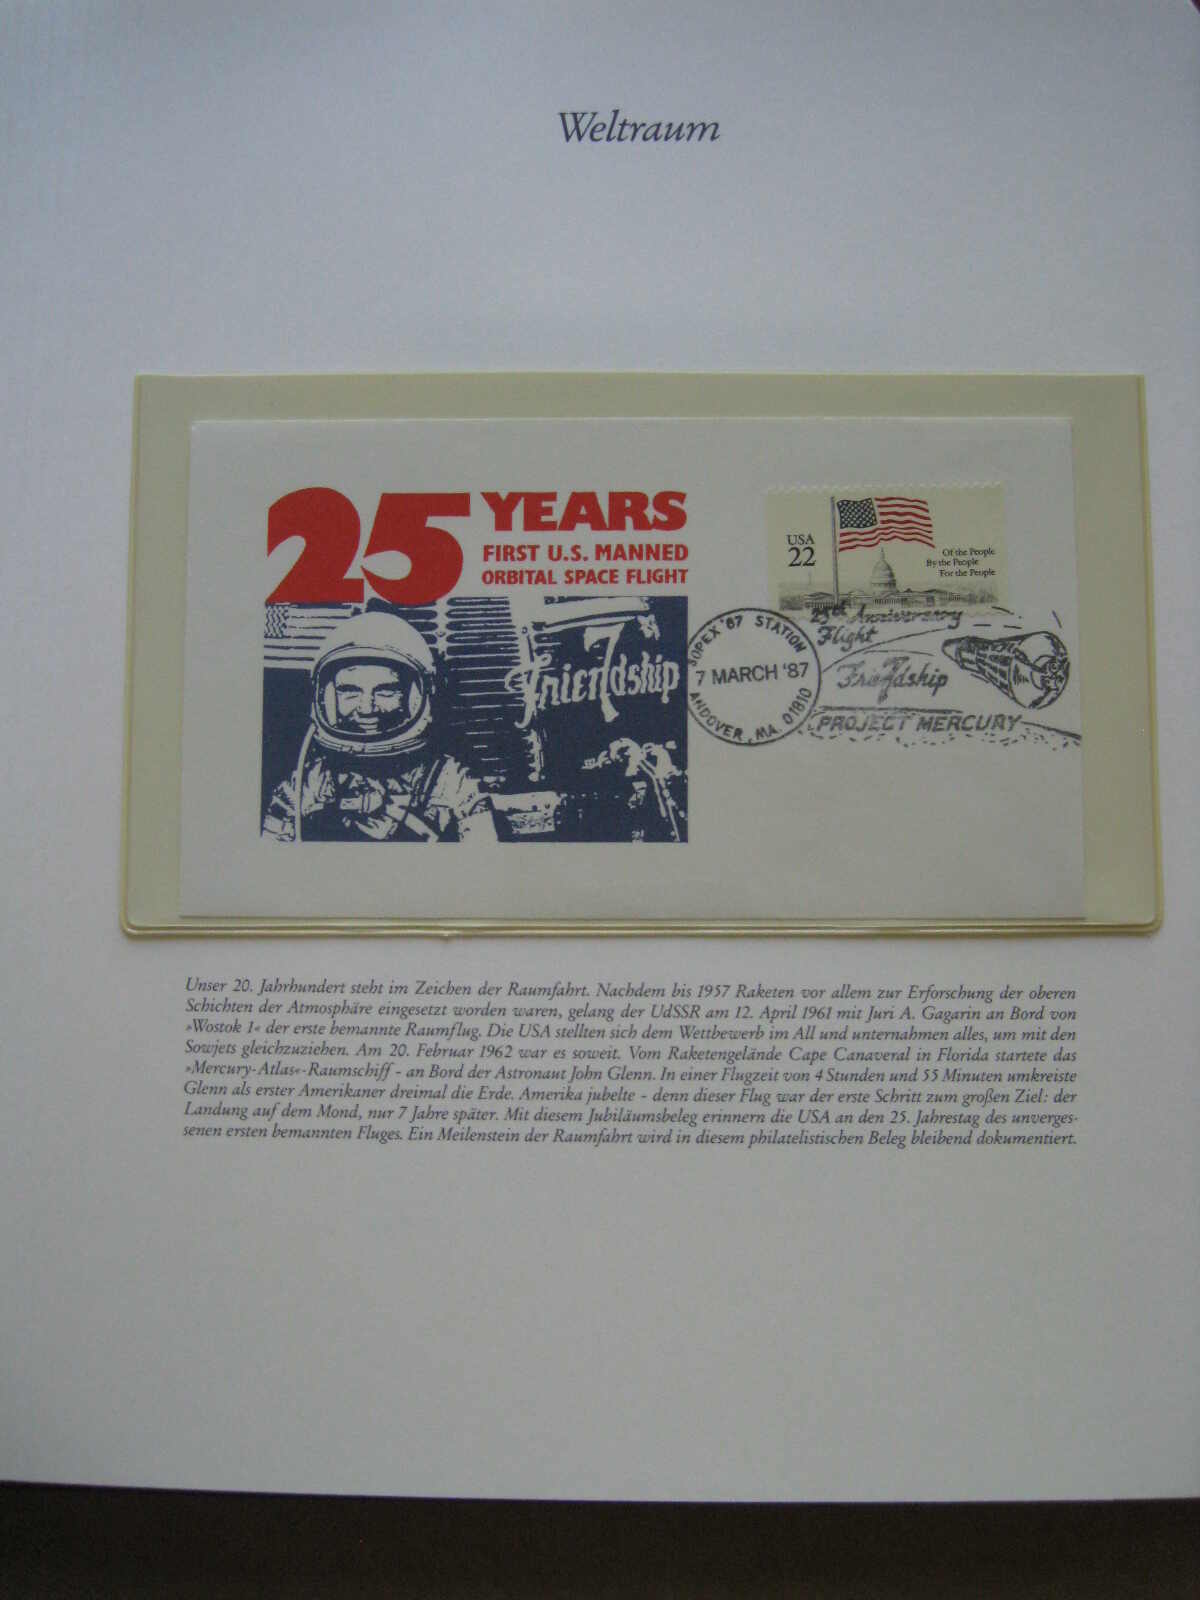 Weltraum
25 YEARS
FIRST U.S. MANNED
ORBITAL SPACE FLIGHT
Friendship
7
USA
22
Of the People
By the People
For the People
SOPEX '87 STATION
7 MARCH '87
ANDOVER, MA 01810
25th Anniversary
Flight
Friendship
7
PROJECT MERCURY
Unser 20. Jahrhundert steht im Zeichen der Raumfahrt. Nachdem bis 1957 Raketen vor allem zur Erforschung der oberen
Schichten der Atmosphäre eingesetzt worden waren, gelang der UdSSR am 12. April 1961 mit Juri A. Gagarin an Bord von
»Wostok 1« der erste bemannte Raumflug. Die USA stellten sich dem Wettbewerb im All und unternahmen alles, um mit den
Sowjets gleichzuziehen. Am 20. Februar 1962 war es soweit. Vom Raketengelände Cape Canaveral in Florida startete das
»Mercury-Atlas«-Raumschiff - an Bord der Astronaut John Glenn. In einer Flugzeit von 4 Stunden und 55 Minuten umkreiste
Glenn als erster Amerikaner dreimal die Erde. Amerika jubelte - denn dieser Flug war der erste Schritt zum großen Ziel: der
Landung auf dem Mond, nur 7 Jahre später. Mit diesem Jubiläumsbeleg erinnern die USA an den 25. Jahrestag des unverges-
senen ersten bemannten Fluges. Ein Meilenstein der Raumfahrt wird in diesem philatelistischen Beleg bleibend dokumentiert.